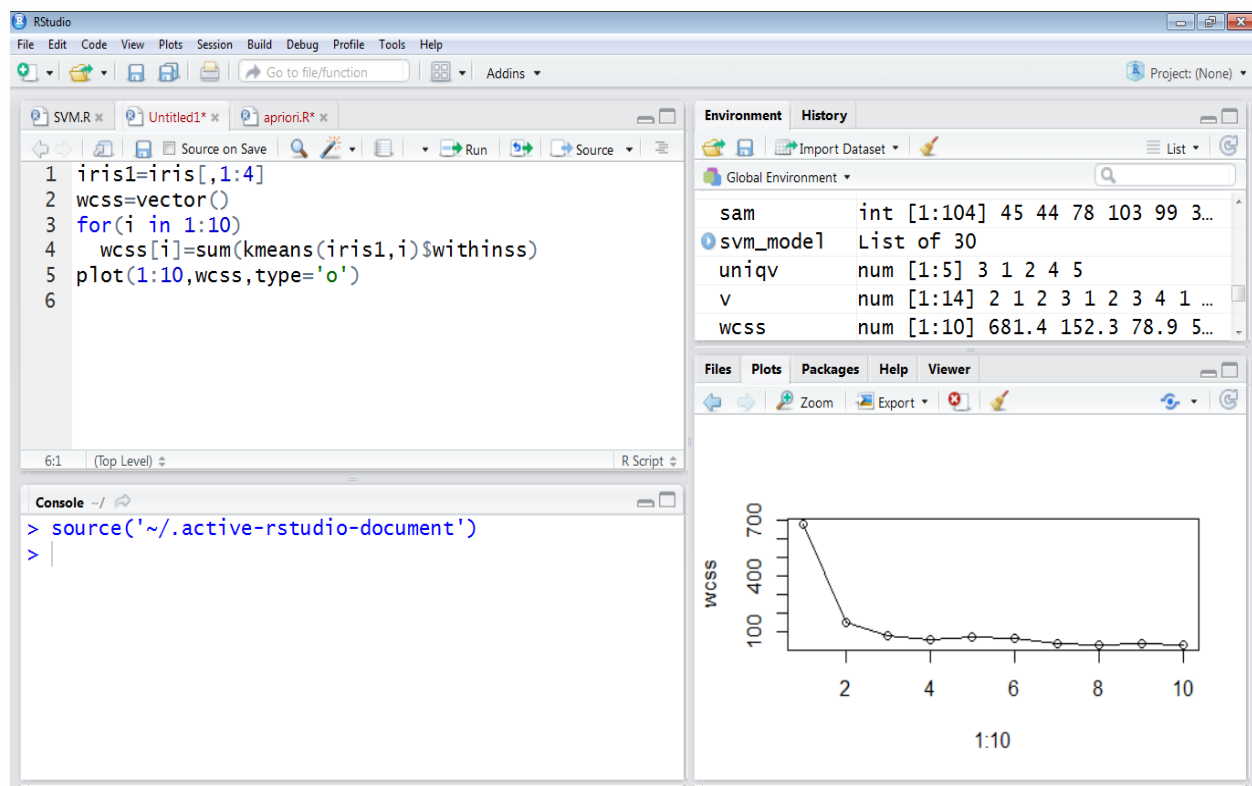 RStudio
File Edit Code View Plots Session Build Debug Profile Tools Help
Go to file/function
Addins
Project: (None)
SVM.R
Untitled1*
apriori.R*
Source on Save
Run
Source
1 iris1=iris[,1:4]
2 wcss=vector()
3 for(i in 1:10)
4 wcss[i]=sum(kmeans(iris1,i)$withinss)
5 plot(1:10,wcss,type='o')
6
6:1 (Top Level) R Script
Console ~/
> source('~/.active-rstudio-document')
>
Environment History
Import Dataset
List
Global Environment
sam int [1:104] 45 44 78 103 99 3…
svm_model List of 30
uniqv num [1:5] 3 1 2 4 5
v num [1:14] 2 1 2 3 1 2 3 4 1 …
wcss num [1:10] 681.4 152.3 78.9 5…
Files Plots Packages Help Viewer
Zoom Export
wcss
700
400
100
2 4 6 8 10
1:10